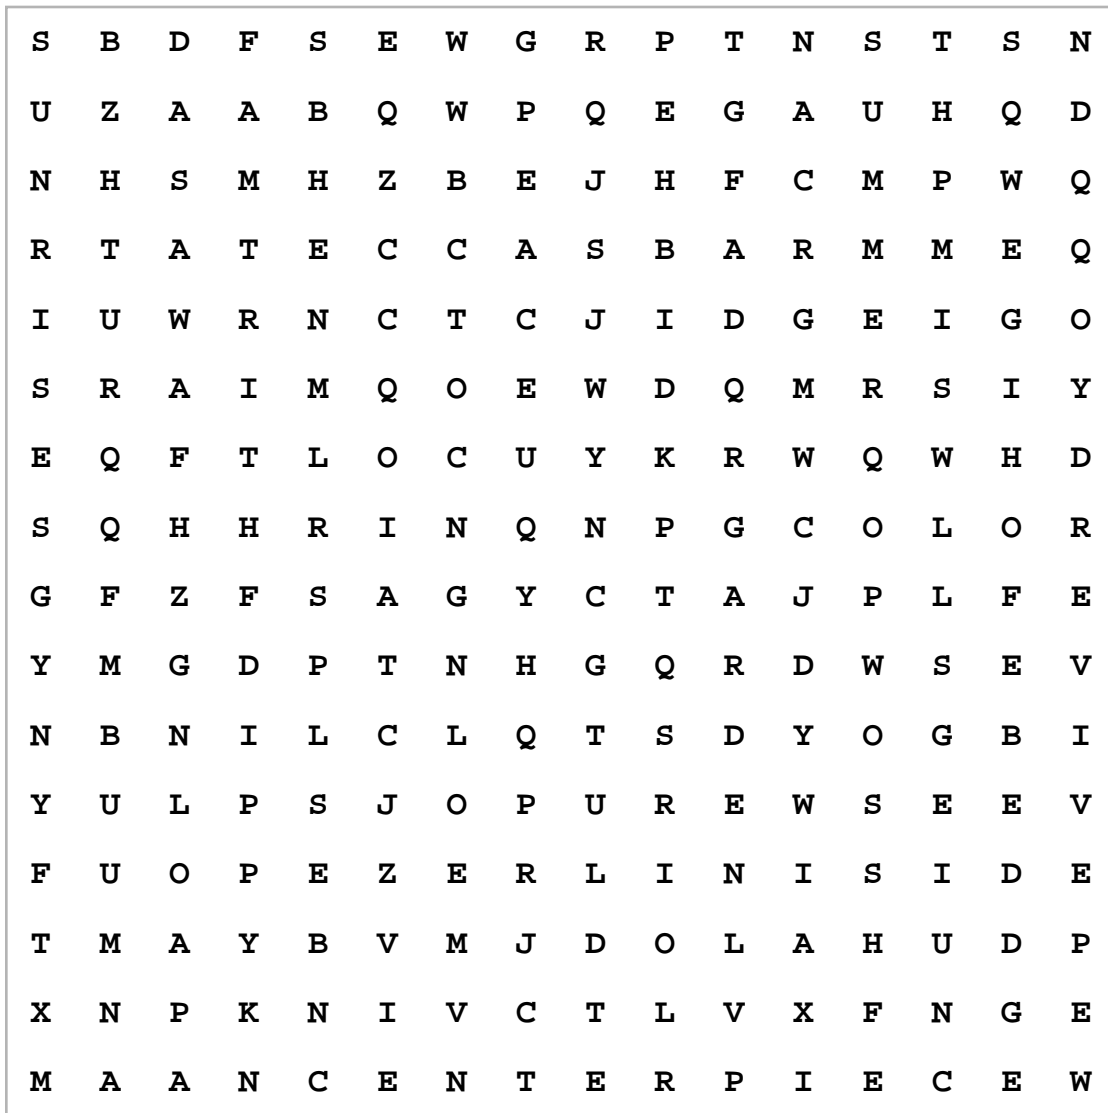 S B D F S E W G R P T N S T S N
U Z A A B Q W P Q E G A U H Q D
N H S M H Z B E J H F C M P W Q
R T A T E C C A S B A R M M E Q
I U W R N C T C J I D G E I G O
S R A I M Q O E W D Q M R S I Y
E Q F T L O C U Y K R W Q W H D
S Q H H R I N Q N P G C O L O R
G F Z F S A G Y C T A J P L F E
Y M G D P T N H G Q R D W S E V
N B N I L C L Q T S D Y O G B I
Y U L P S J O P U R E W S E E V
F U O P E Z E R L I N I S I D E
T M A Y B V M J D O L A H U D P
X N P K N I V C T L V X F N G E
M A A N C E N T E R P I E C E W